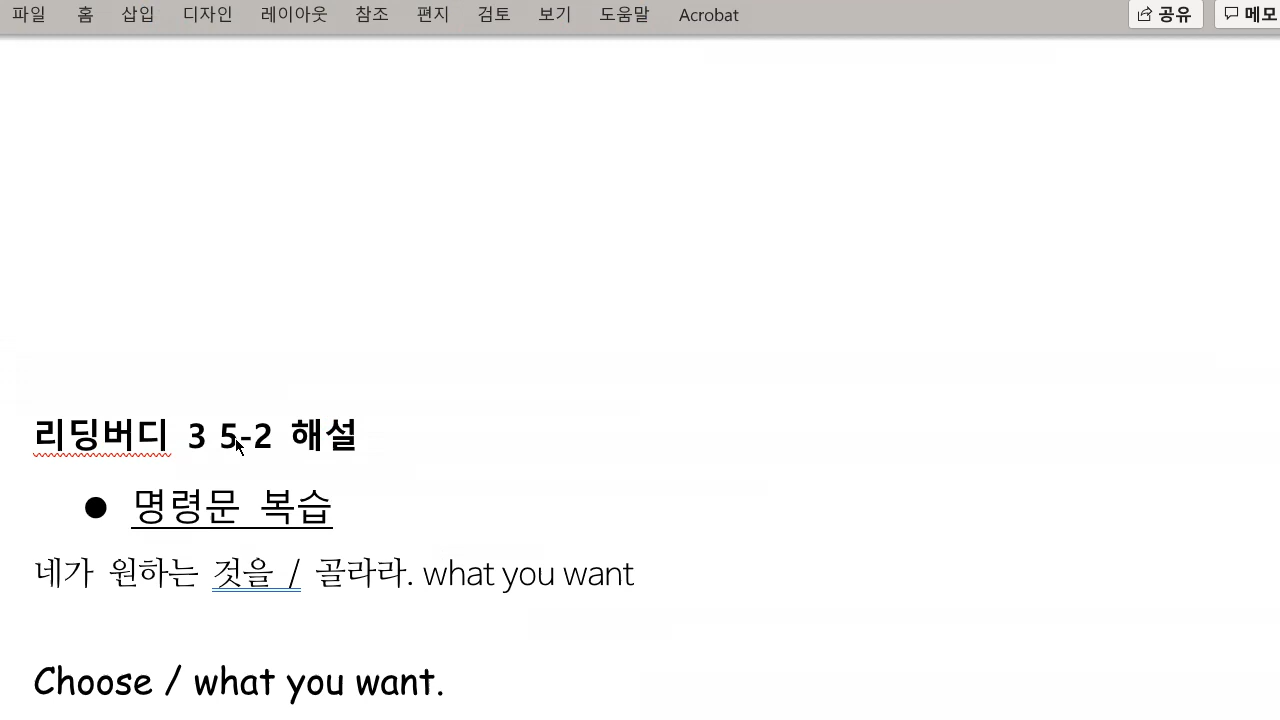 파일 홈 삽입 디자인 레이아웃 참조 편지 검토 보기 도움말 Acrobat 공유 메모
리딩버디 3 5-2 해설
● 명령문 복습
네가 원하는 것을 / 골라라. what you want
Choose / what you want.